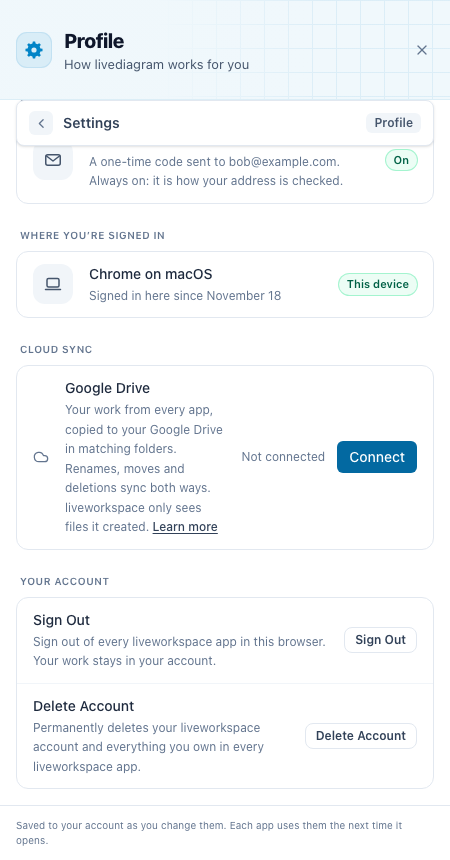 Profile
How livediagram works for you
Settings
Profile
A one-time code sent to bob@example.com.
Always on: it is how your address is checked.
On
WHERE YOU'RE SIGNED IN
Chrome on macOS
Signed in here since November 18
This device
CLOUD SYNC
Google Drive
Your work from every app,
copied to your Google Drive
in matching folders.
Renames, moves and
deletions sync both ways.
liveworkspace only sees
files it created. Learn more
Not connected
Connect
YOUR ACCOUNT
Sign Out
Sign out of every liveworkspace app in this browser.
Your work stays in your account.
Sign Out
Delete Account
Permanently deletes your liveworkspace
account and everything you own in every
liveworkspace app.
Delete Account
Saved to your account as you change them. Each app uses them the next time it
opens.